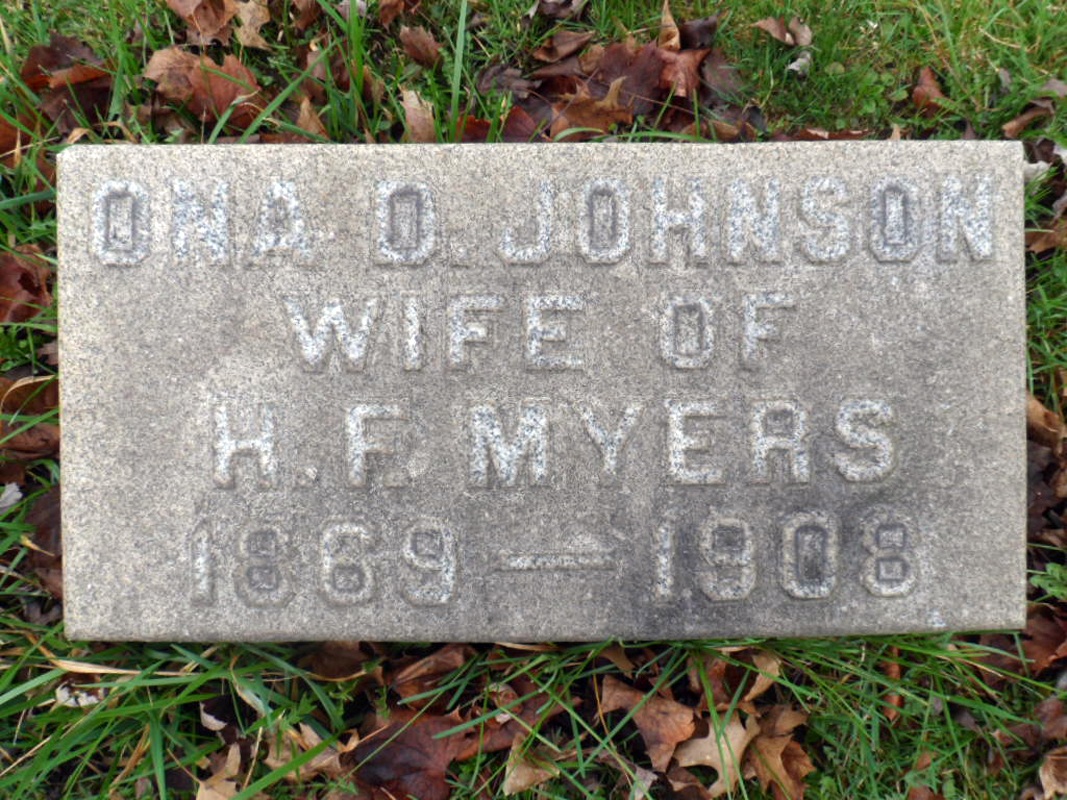 ONA D. JOHNSON
WIFE OF
H. F. MYERS
1869 — 1908